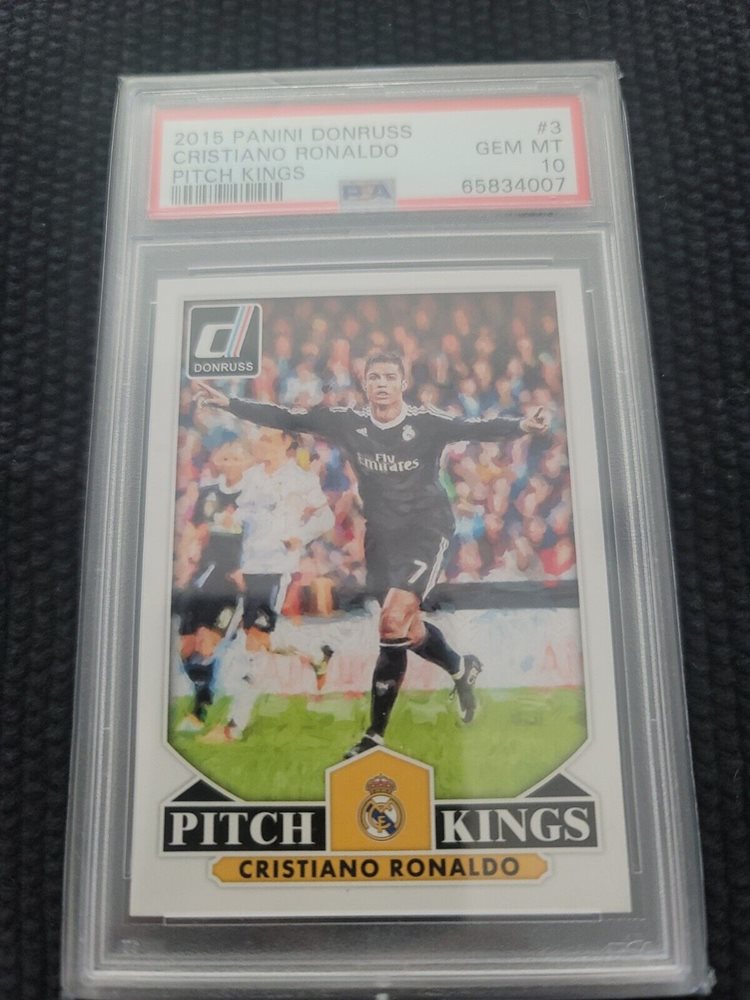 2015 PANINI DONRUSS #3
CRISTIANO RONALDO GEM MT
PITCH KINGS 10
PSA 65834007
d
DONRUSS
Fly
Emirates
7
PITCH KINGS
CRISTIANO RONALDO